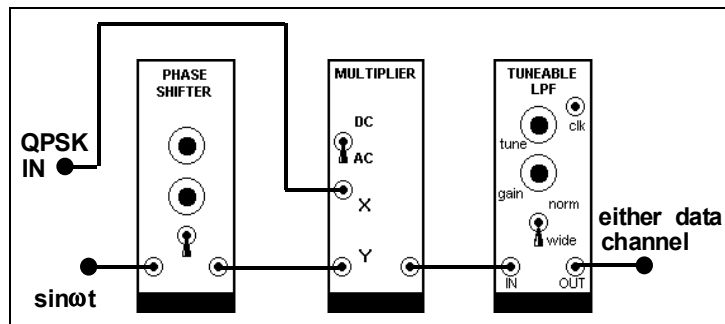 PHASE
SHIFTER
MULTIPLIER
TUNEABLE
LPF
DC
AC
X
Y
tune
clk
gain
norm
wide
IN
OUT
QPSK
IN
sinωt
either data
channel